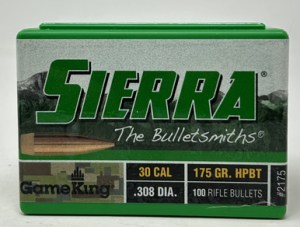 SIERRA®
The Bulletsmiths®
GameKing
30 CAL 175 GR. HPBT
.308 DIA. 100 RIFLE BULLETS
#2175